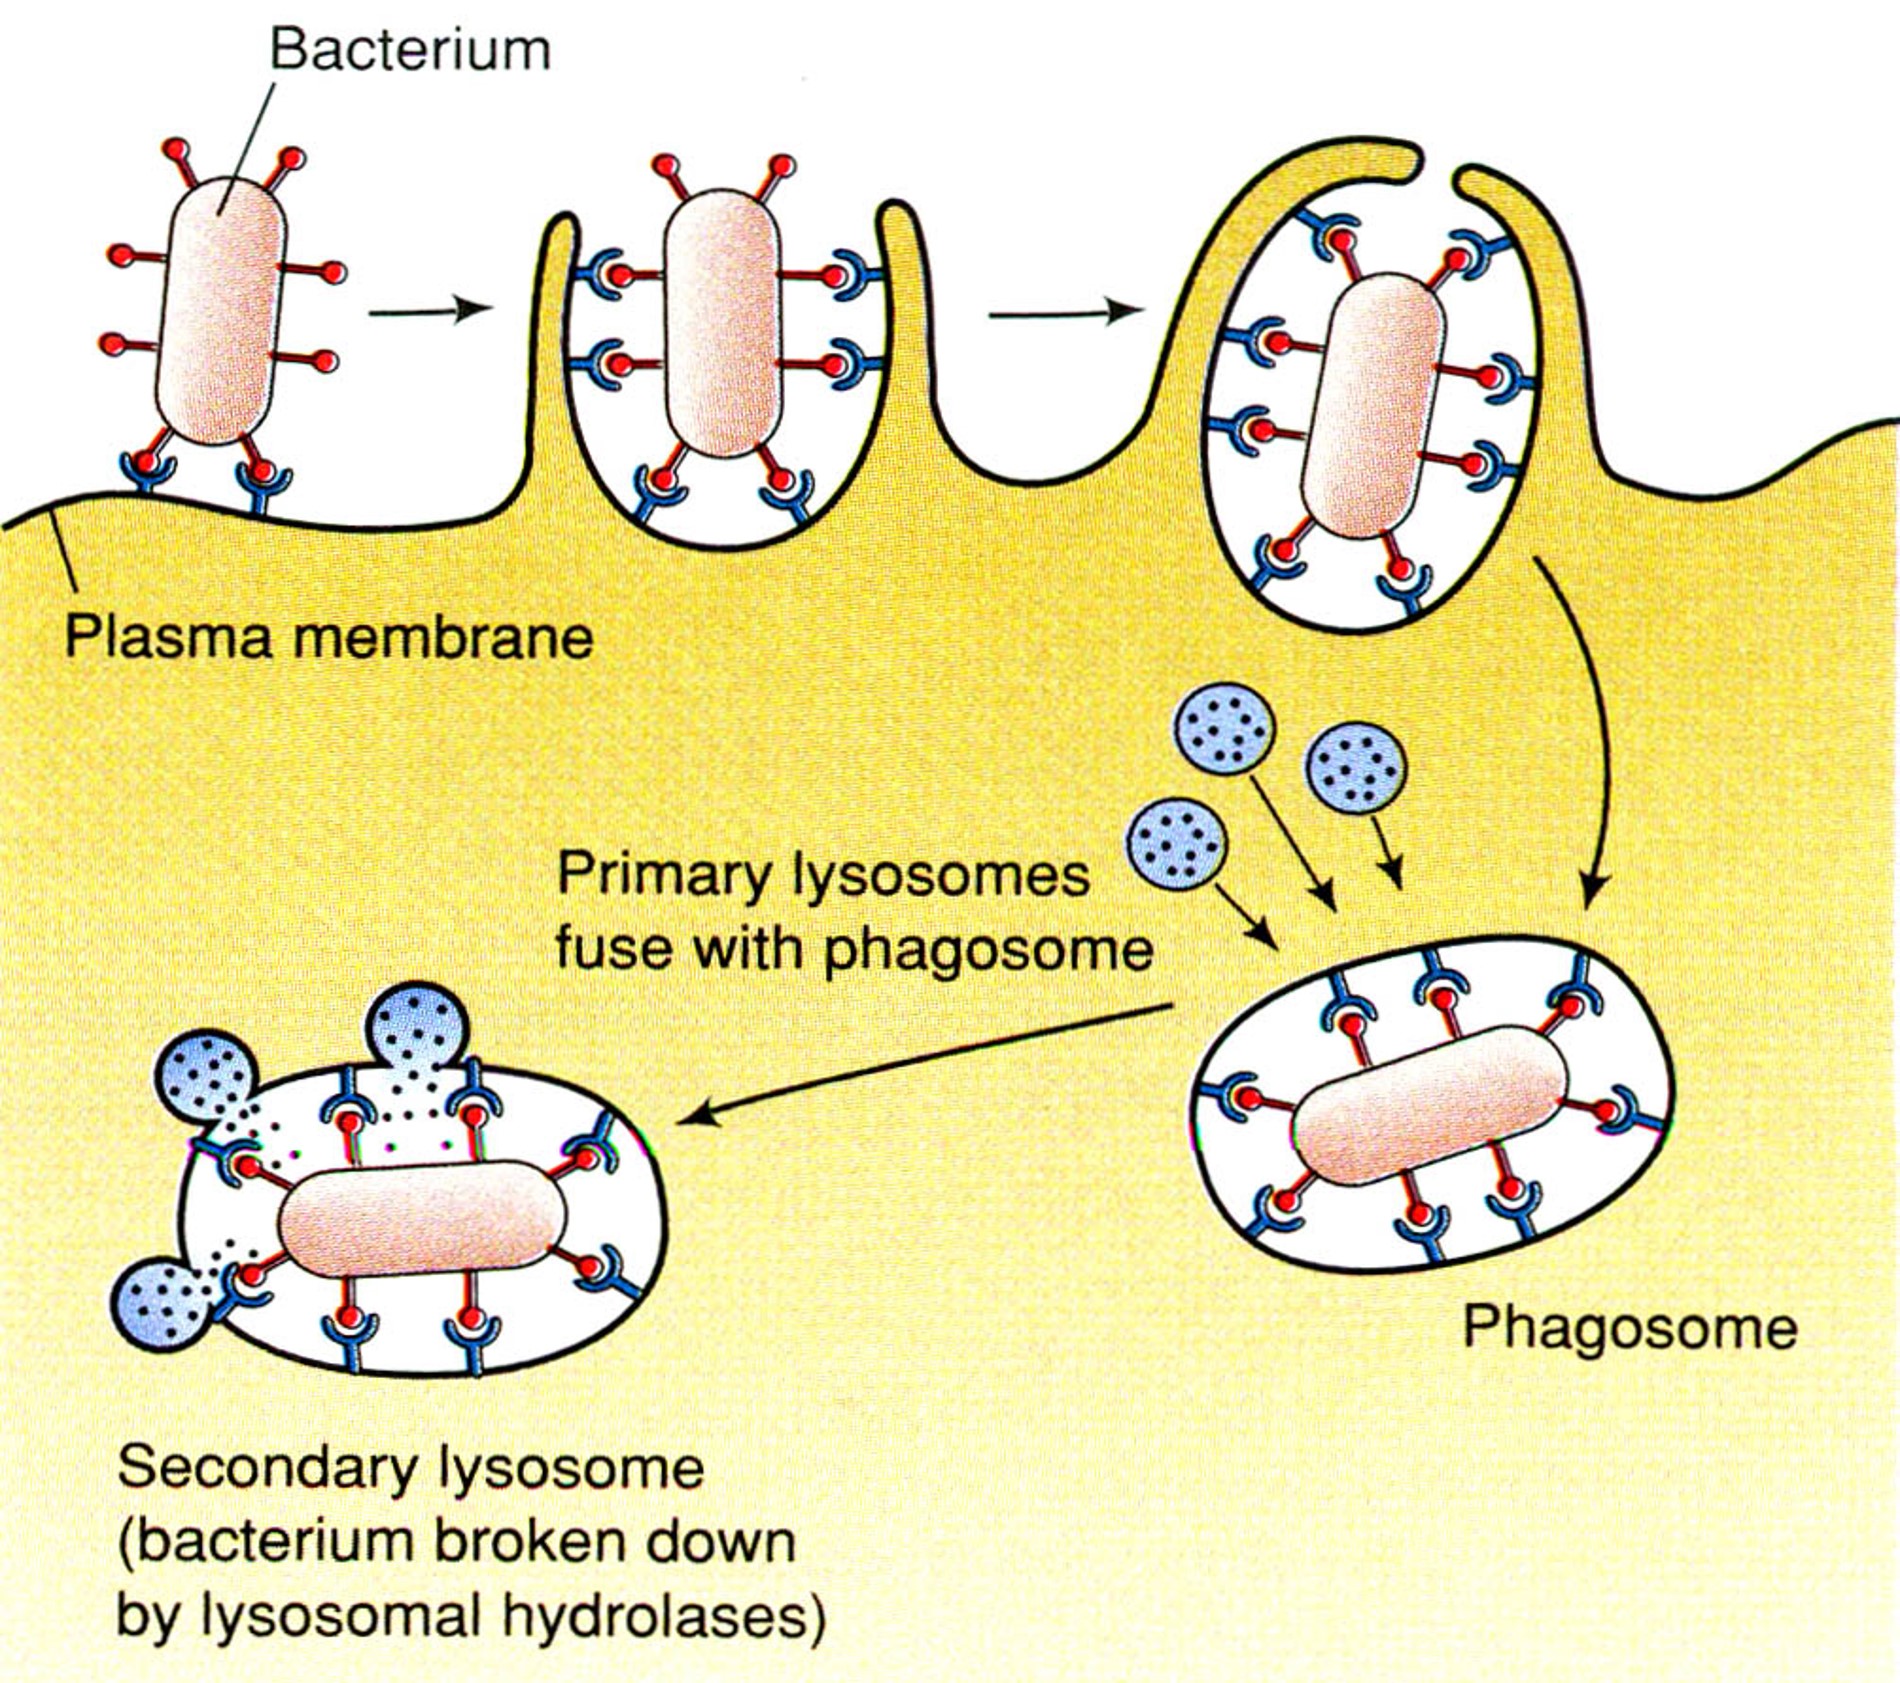 Bacterium
Plasma membrane
Primary lysosomes
fuse with phagosome
Phagosome
Secondary lysosome
(bacterium broken down
by lysosomal hydrolases)